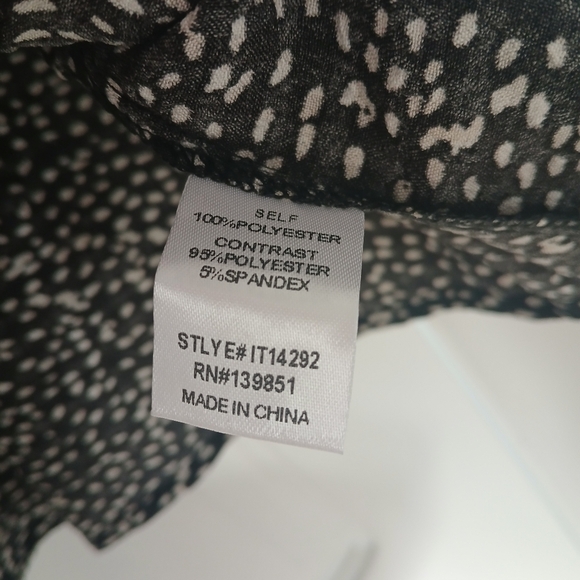 SELF
100%POLYESTER
CONTRAST
95%POLYESTER
5%SPANDEX
STLYE# IT14292
RN#139851
MADE IN CHINA